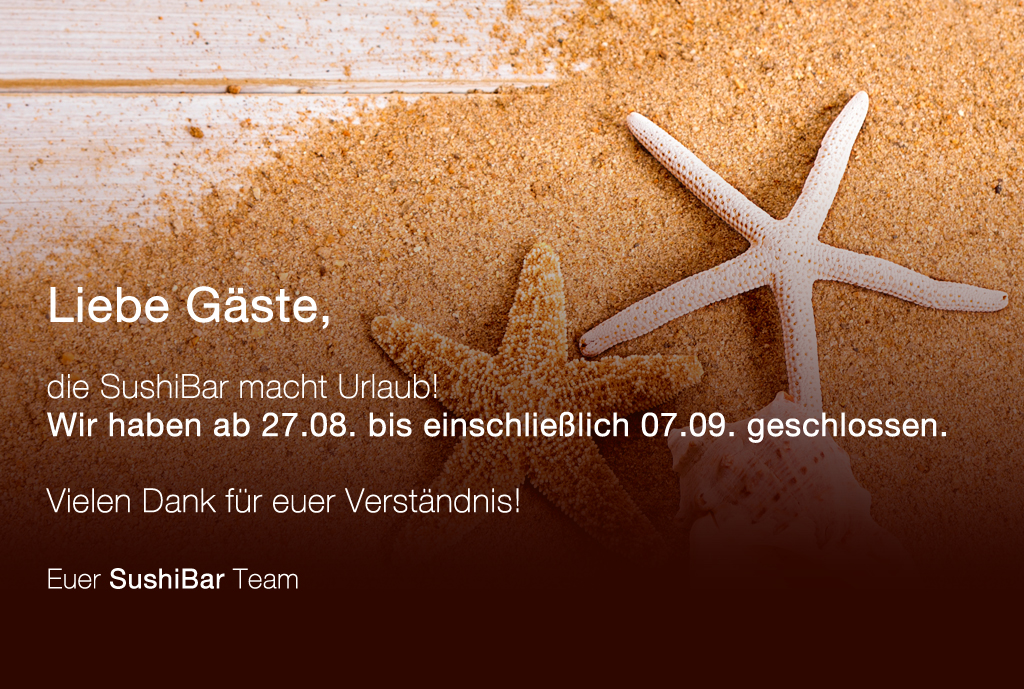 Liebe Gäste,
die SushiBar macht Urlaub!
Wir haben ab 27.08. bis einschließlich 07.09. geschlossen.
Vielen Dank für euer Verständnis!
Euer SushiBar Team